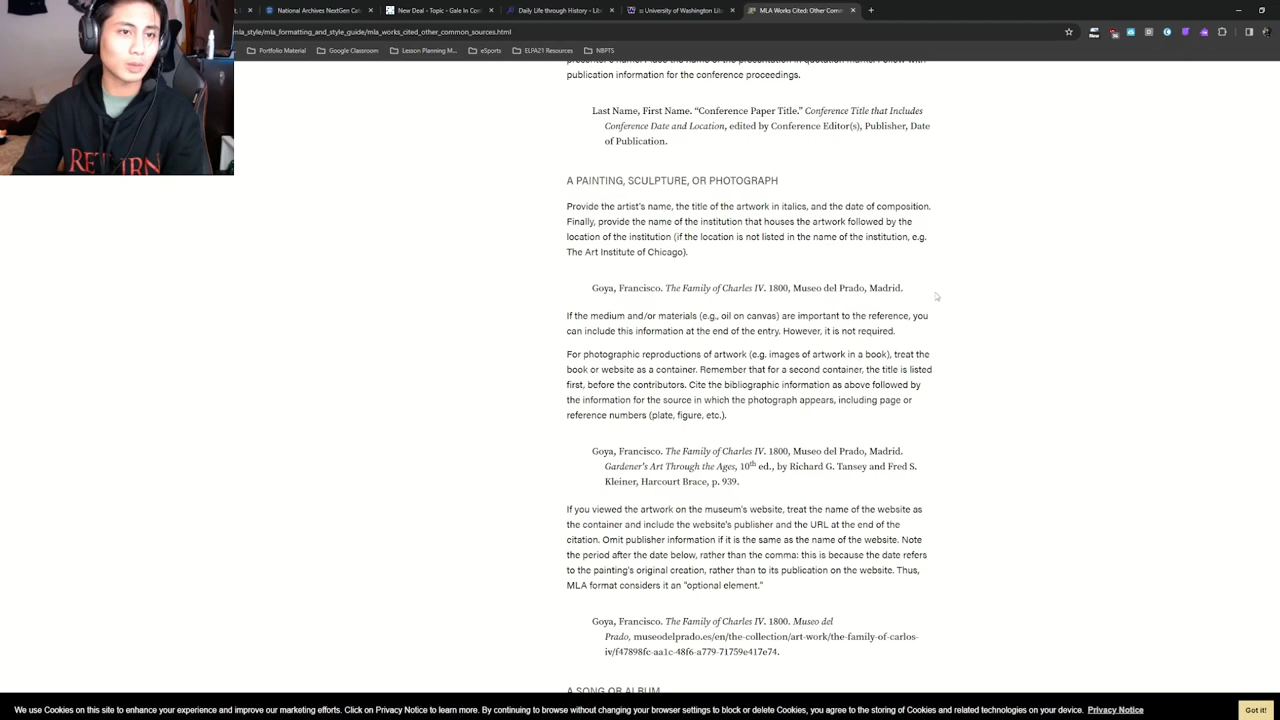 National Archives NextGen Cat
New Deal - Topic - Gale In Con
Daily Life through History - Lib
ss University of Washington Lib
MLA Works Cited: Other Comm
mla_style/mla_formatting_and_style_guide/mla_works_cited_other_common_sources.html
Portfolio Material
Google Classroom
Lesson Planning M...
eSports
ELPA21 Resources
NBPTS
publication information for the conference proceedings.
Last Name, First Name. “Conference Paper Title.” Conference Title that Includes
Conference Date and Location, edited by Conference Editor(s), Publisher, Date
of Publication.
A PAINTING, SCULPTURE, OR PHOTOGRAPH
Provide the artist's name, the title of the artwork in italics, and the date of composition.
Finally, provide the name of the institution that houses the artwork followed by the
location of the institution (if the location is not listed in the name of the institution, e.g.
The Art Institute of Chicago).
Goya, Francisco. The Family of Charles IV. 1800, Museo del Prado, Madrid.
If the medium and/or materials (e.g., oil on canvas) are important to the reference, you
can include this information at the end of the entry. However, it is not required.
For photographic reproductions of artwork (e.g. images of artwork in a book), treat the
book or website as a container. Remember that for a second container, the title is listed
first, before the contributors. Cite the bibliographic information as above followed by
the information for the source in which the photograph appears, including page or
reference numbers (plate, figure, etc.).
Goya, Francisco. The Family of Charles IV. 1800, Museo del Prado, Madrid.
Gardener's Art Through the Ages, 10th ed., by Richard G. Tansey and Fred S.
Kleiner, Harcourt Brace, p. 939.
If you viewed the artwork on the museum's website, treat the name of the website as
the container and include the website's publisher and the URL at the end of the
citation. Omit publisher information if it is the same as the name of the website. Note
the period after the date below, rather than the comma: this is because the date refers
to the painting's original creation, rather than to its publication on the website. Thus,
MLA format considers it an "optional element."
Goya, Francisco. The Family of Charles IV. 1800. Museo del
Prado, museodelprado.es/en/the-collection/art-work/the-family-of-carlos-
iv/f47898fc-aa1c-48f6-a779-71759e417e74.
A SONG OR ALBUM
We use Cookies on this site to enhance your experience and improve our marketing efforts. Click on Privacy Notice to learn more. By continuing to browse without changing your browser settings to block or delete Cookies, you agree to the storing of Cookies and related technologies on your device. Privacy Notice
Got it!